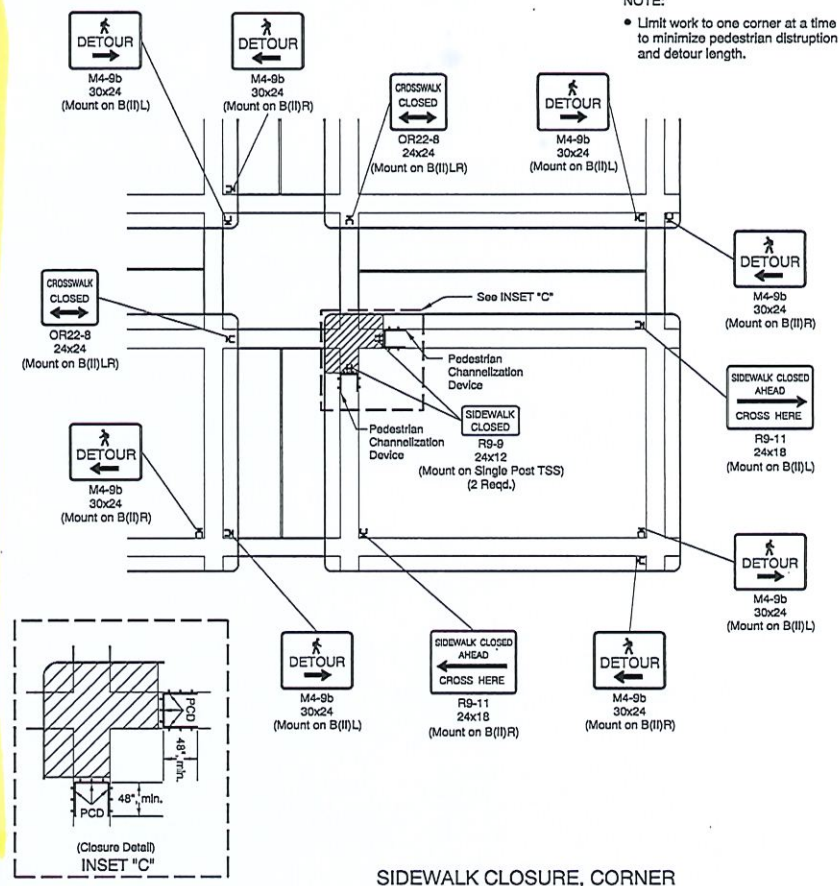 NOTE:
• Limit work to one corner at a time
to minimize pedestrian distruption
and detour length.
DETOUR
M4-9b
30x24
(Mount on B(II)L)
DETOUR
M4-9b
30x24
(Mount on B(II)R)
CROSSWALK
CLOSED
OR22-8
24x24
(Mount on B(II)LR)
DETOUR
M4-9b
30x24
(Mount on B(II)L)
DETOUR
M4-9b
30x24
(Mount on B(II)R)
CROSSWALK
CLOSED
OR22-8
24x24
(Mount on B(II)LR)
See INSET "C"
Pedestrian
Channelization
Device
SIDEWALK
CLOSED
R9-9
24x12
(Mount on Single Post TSS)
(2 Reqd.)
Pedestrian
Channelization
Device
SIDEWALK CLOSED
AHEAD
CROSS HERE
R9-11
24x18
(Mount on B(II)L)
DETOUR
M4-9b
30x24
(Mount on B(II)R)
DETOUR
M4-9b
30x24
(Mount on B(II)L)
DETOUR
M4-9b
30x24
(Mount on B(II)L)
SIDEWALK CLOSED
AHEAD
CROSS HERE
R9-11
24x18
(Mount on B(II)R)
DETOUR
M4-9b
30x24
(Mount on B(II)R)
PCD
48", min.
48", min.
PCD
(Closure Detail)
INSET "C"
SIDEWALK CLOSURE, CORNER